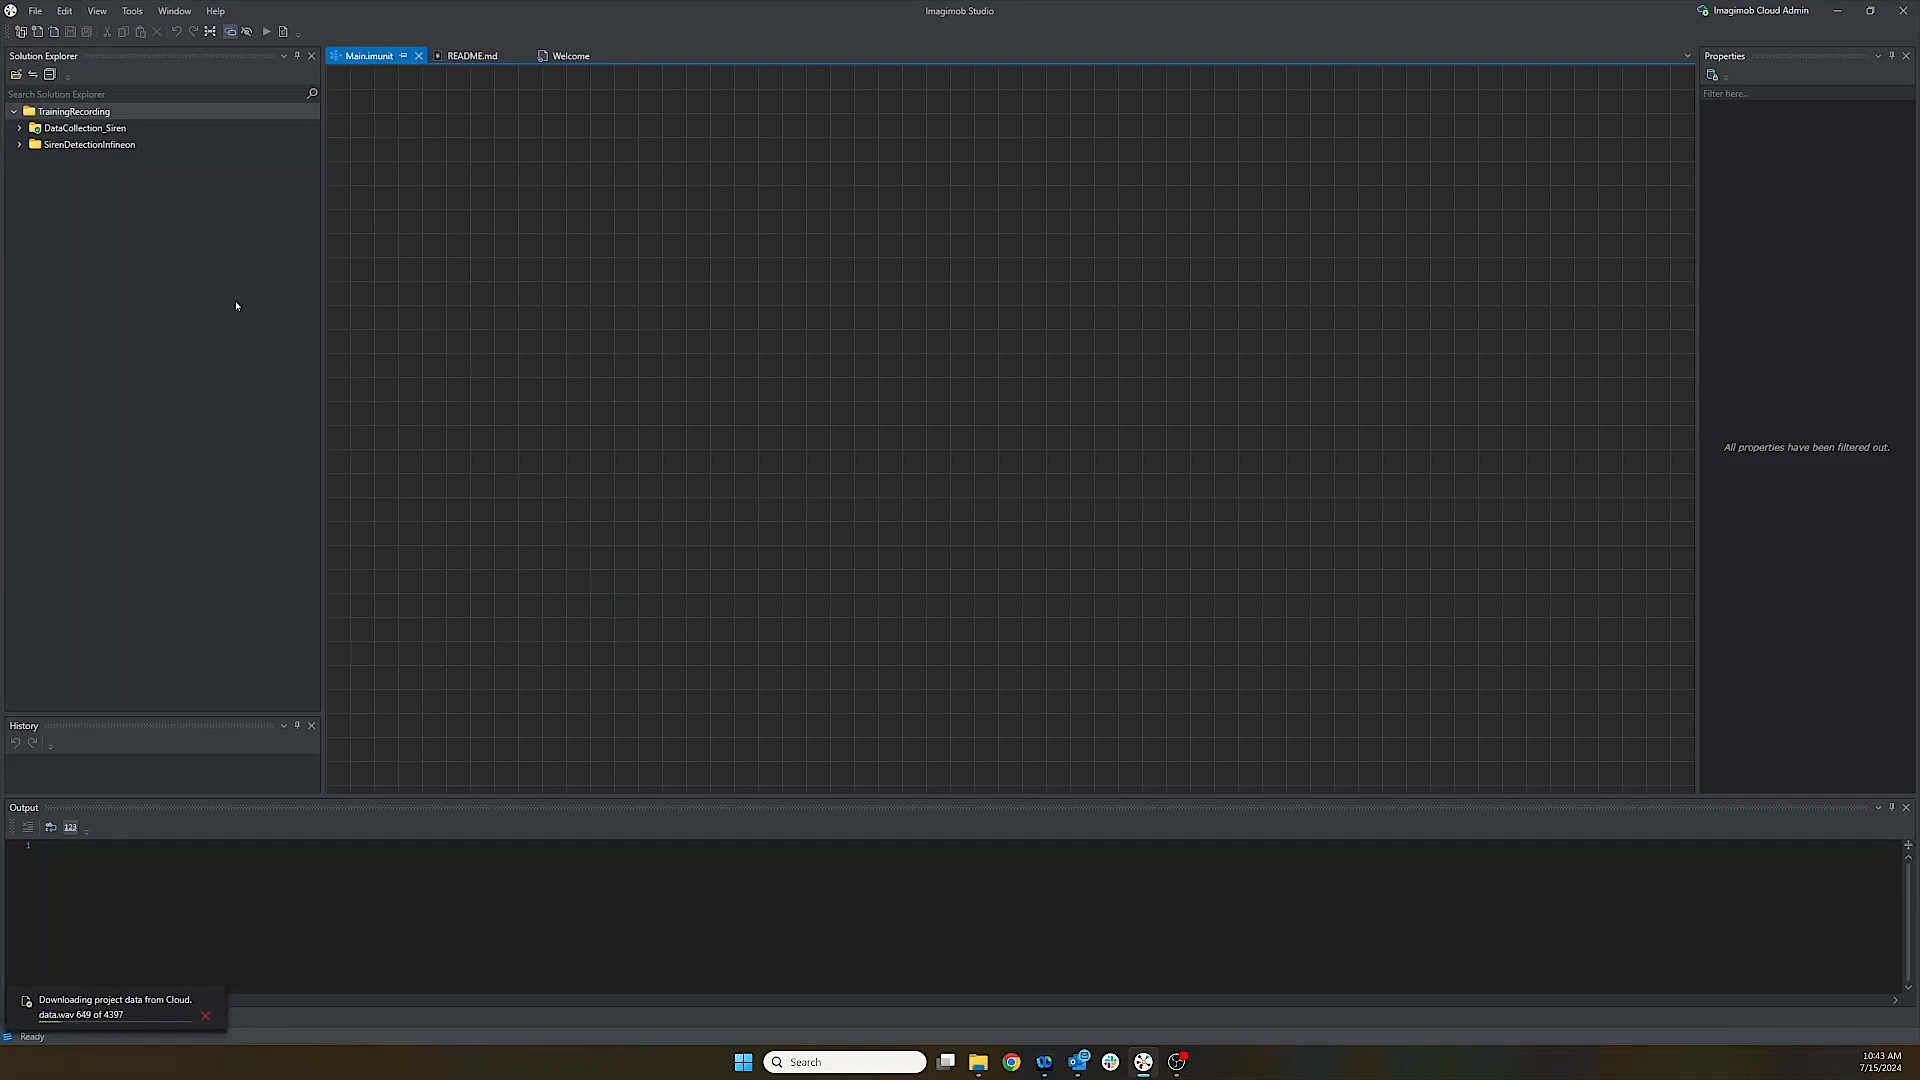 File Edit View Tools Window Help
Imagimob Studio
Imagimob Cloud Admin
Solution Explorer
Main.imunit
README.md
Welcome
Properties
Search Solution Explorer
Filter here...
TrainingRecording
DataCollection_Siren
SirenDetectionInfineon
All properties have been filtered out.
History
Output
123
1
Downloading project data from Cloud.
data.wav 649 of 4397
Ready
Search
10:43 AM
7/15/2024